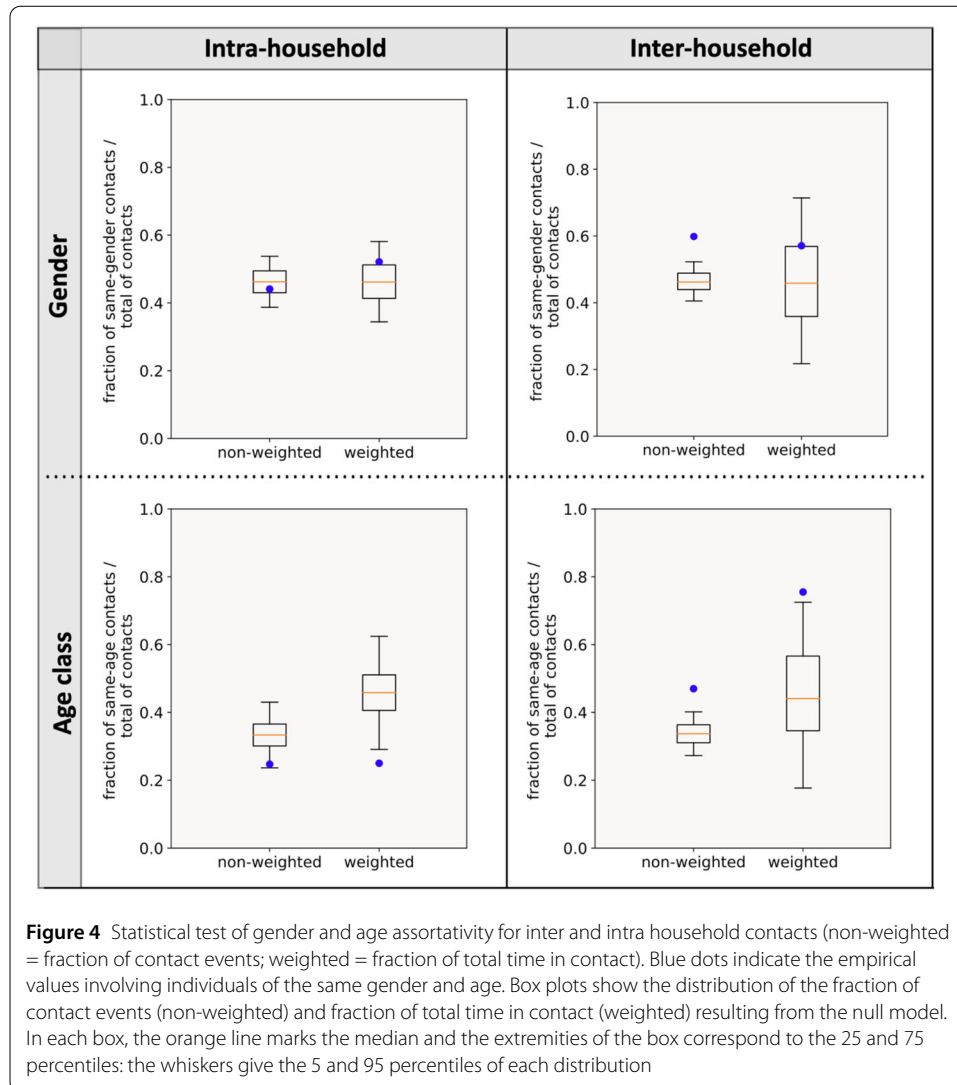 Intra-household
Inter-household
Gender
fraction of same-gender contacts /
total of contacts
1.0
0.8
0.6
0.4
0.2
0.0
non-weighted
weighted
fraction of same-gender contacts /
total of contacts
1.0
0.8
0.6
0.4
0.2
0.0
non-weighted
weighted
Age class
fraction of same-age contacts /
total of contacts
1.0
0.8
0.6
0.4
0.2
0.0
non-weighted
weighted
fraction of same-age contacts /
total of contacts
1.0
0.8
0.6
0.4
0.2
0.0
non-weighted
weighted
Figure 4 Statistical test of gender and age assortativity for inter and intra household contacts (non-weighted
= fraction of contact events; weighted = fraction of total time in contact). Blue dots indicate the empirical
values involving individuals of the same gender and age. Box plots show the distribution of the fraction of
contact events (non-weighted) and fraction of total time in contact (weighted) resulting from the null model.
In each box, the orange line marks the median and the extremities of the box correspond to the 25 and 75
percentiles: the whiskers give the 5 and 95 percentiles of each distribution